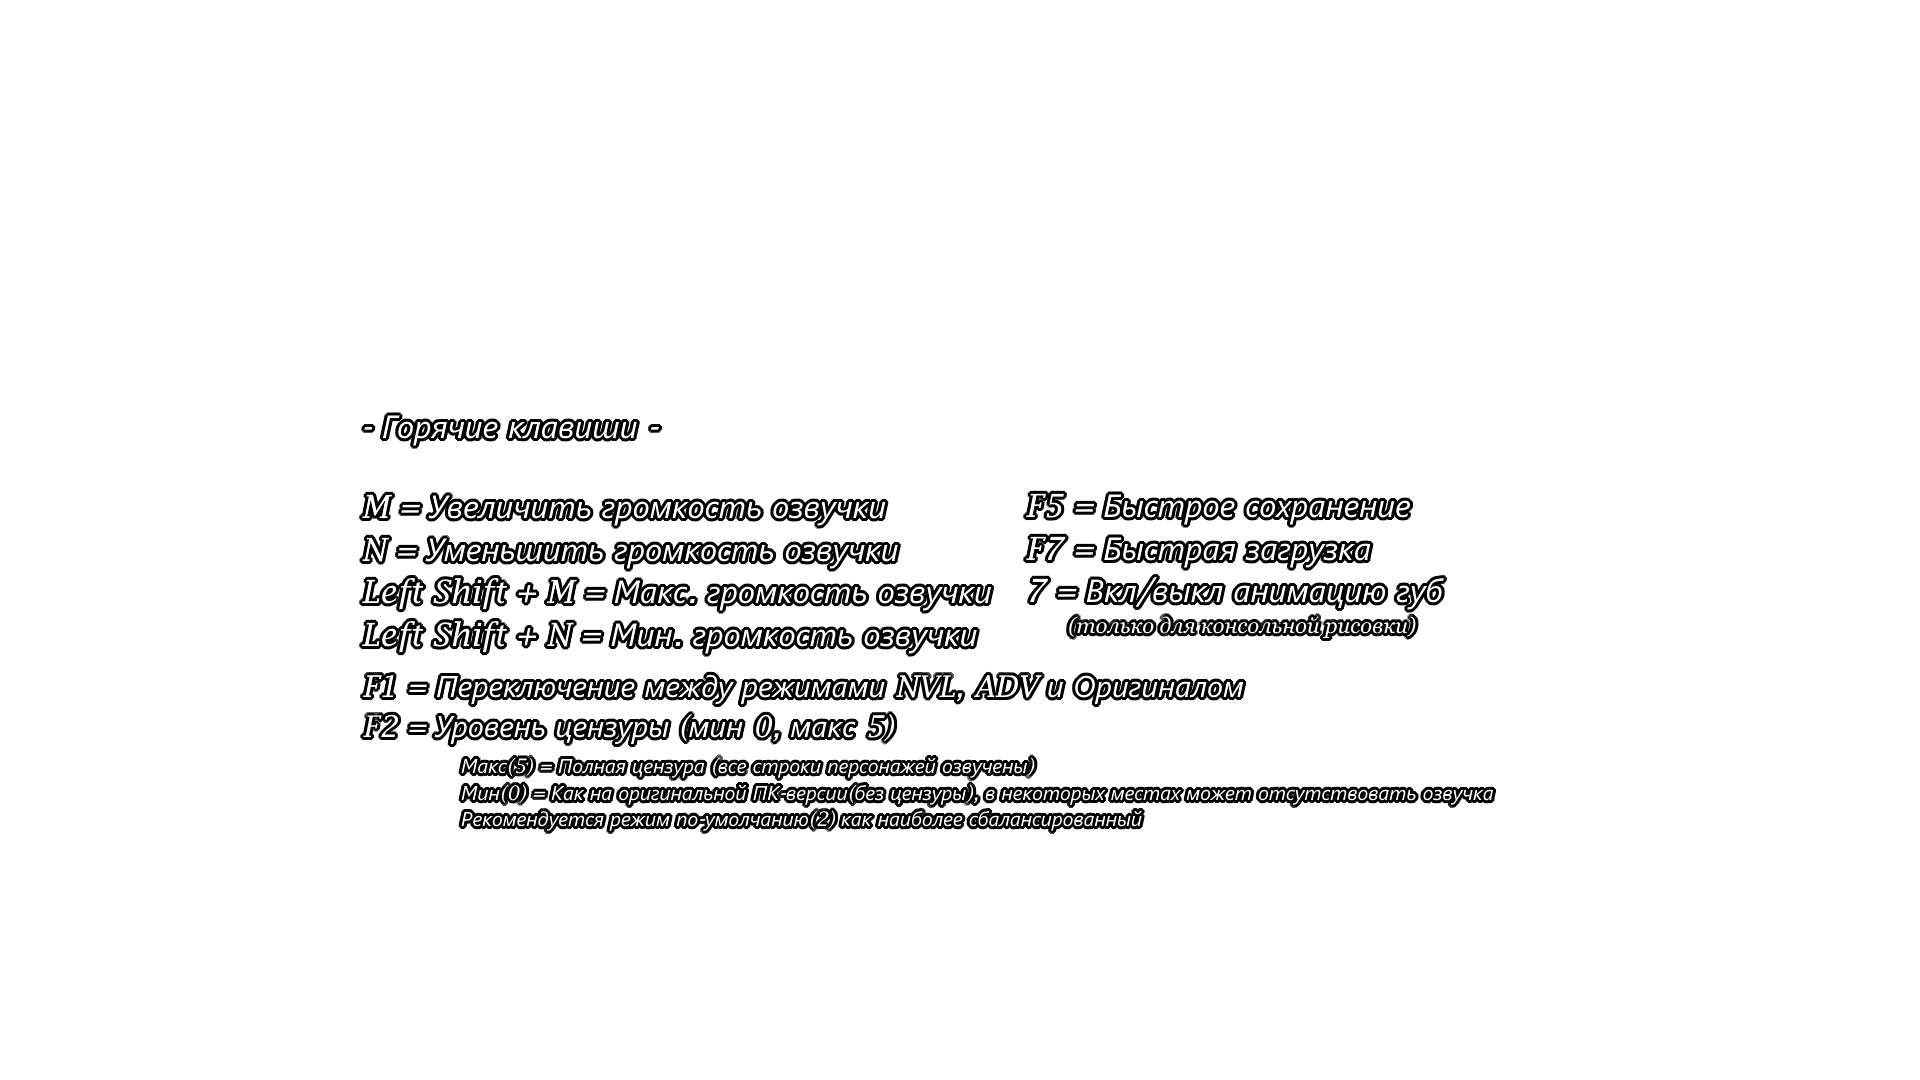 - Горячие клавиши -
M = Увеличить громкость озвучки
N = Уменьшить громкость озвучки
Left Shift + M = Макс. громкость озвучки
Left Shift + N = Мин. громкость озвучки
F5 = Быстрое сохранение
F7 = Быстрая загрузка
7 = Вкл/выкл анимацию губ
(только для консольной рисовки)
F1 = Переключение между режимами NVL, ADV и Оригиналом
F2 = Уровень цензуры (мин 0, макс 5)
Макс(5) = Полная цензура (все строки персонажей озвучены)
Мин(0) = Как на оригинальной ПК-версии(без цензуры), в некоторых местах может отсутствовать озвучка
Рекомендуется режим по-умолчанию(2) как наиболее сбалансированный